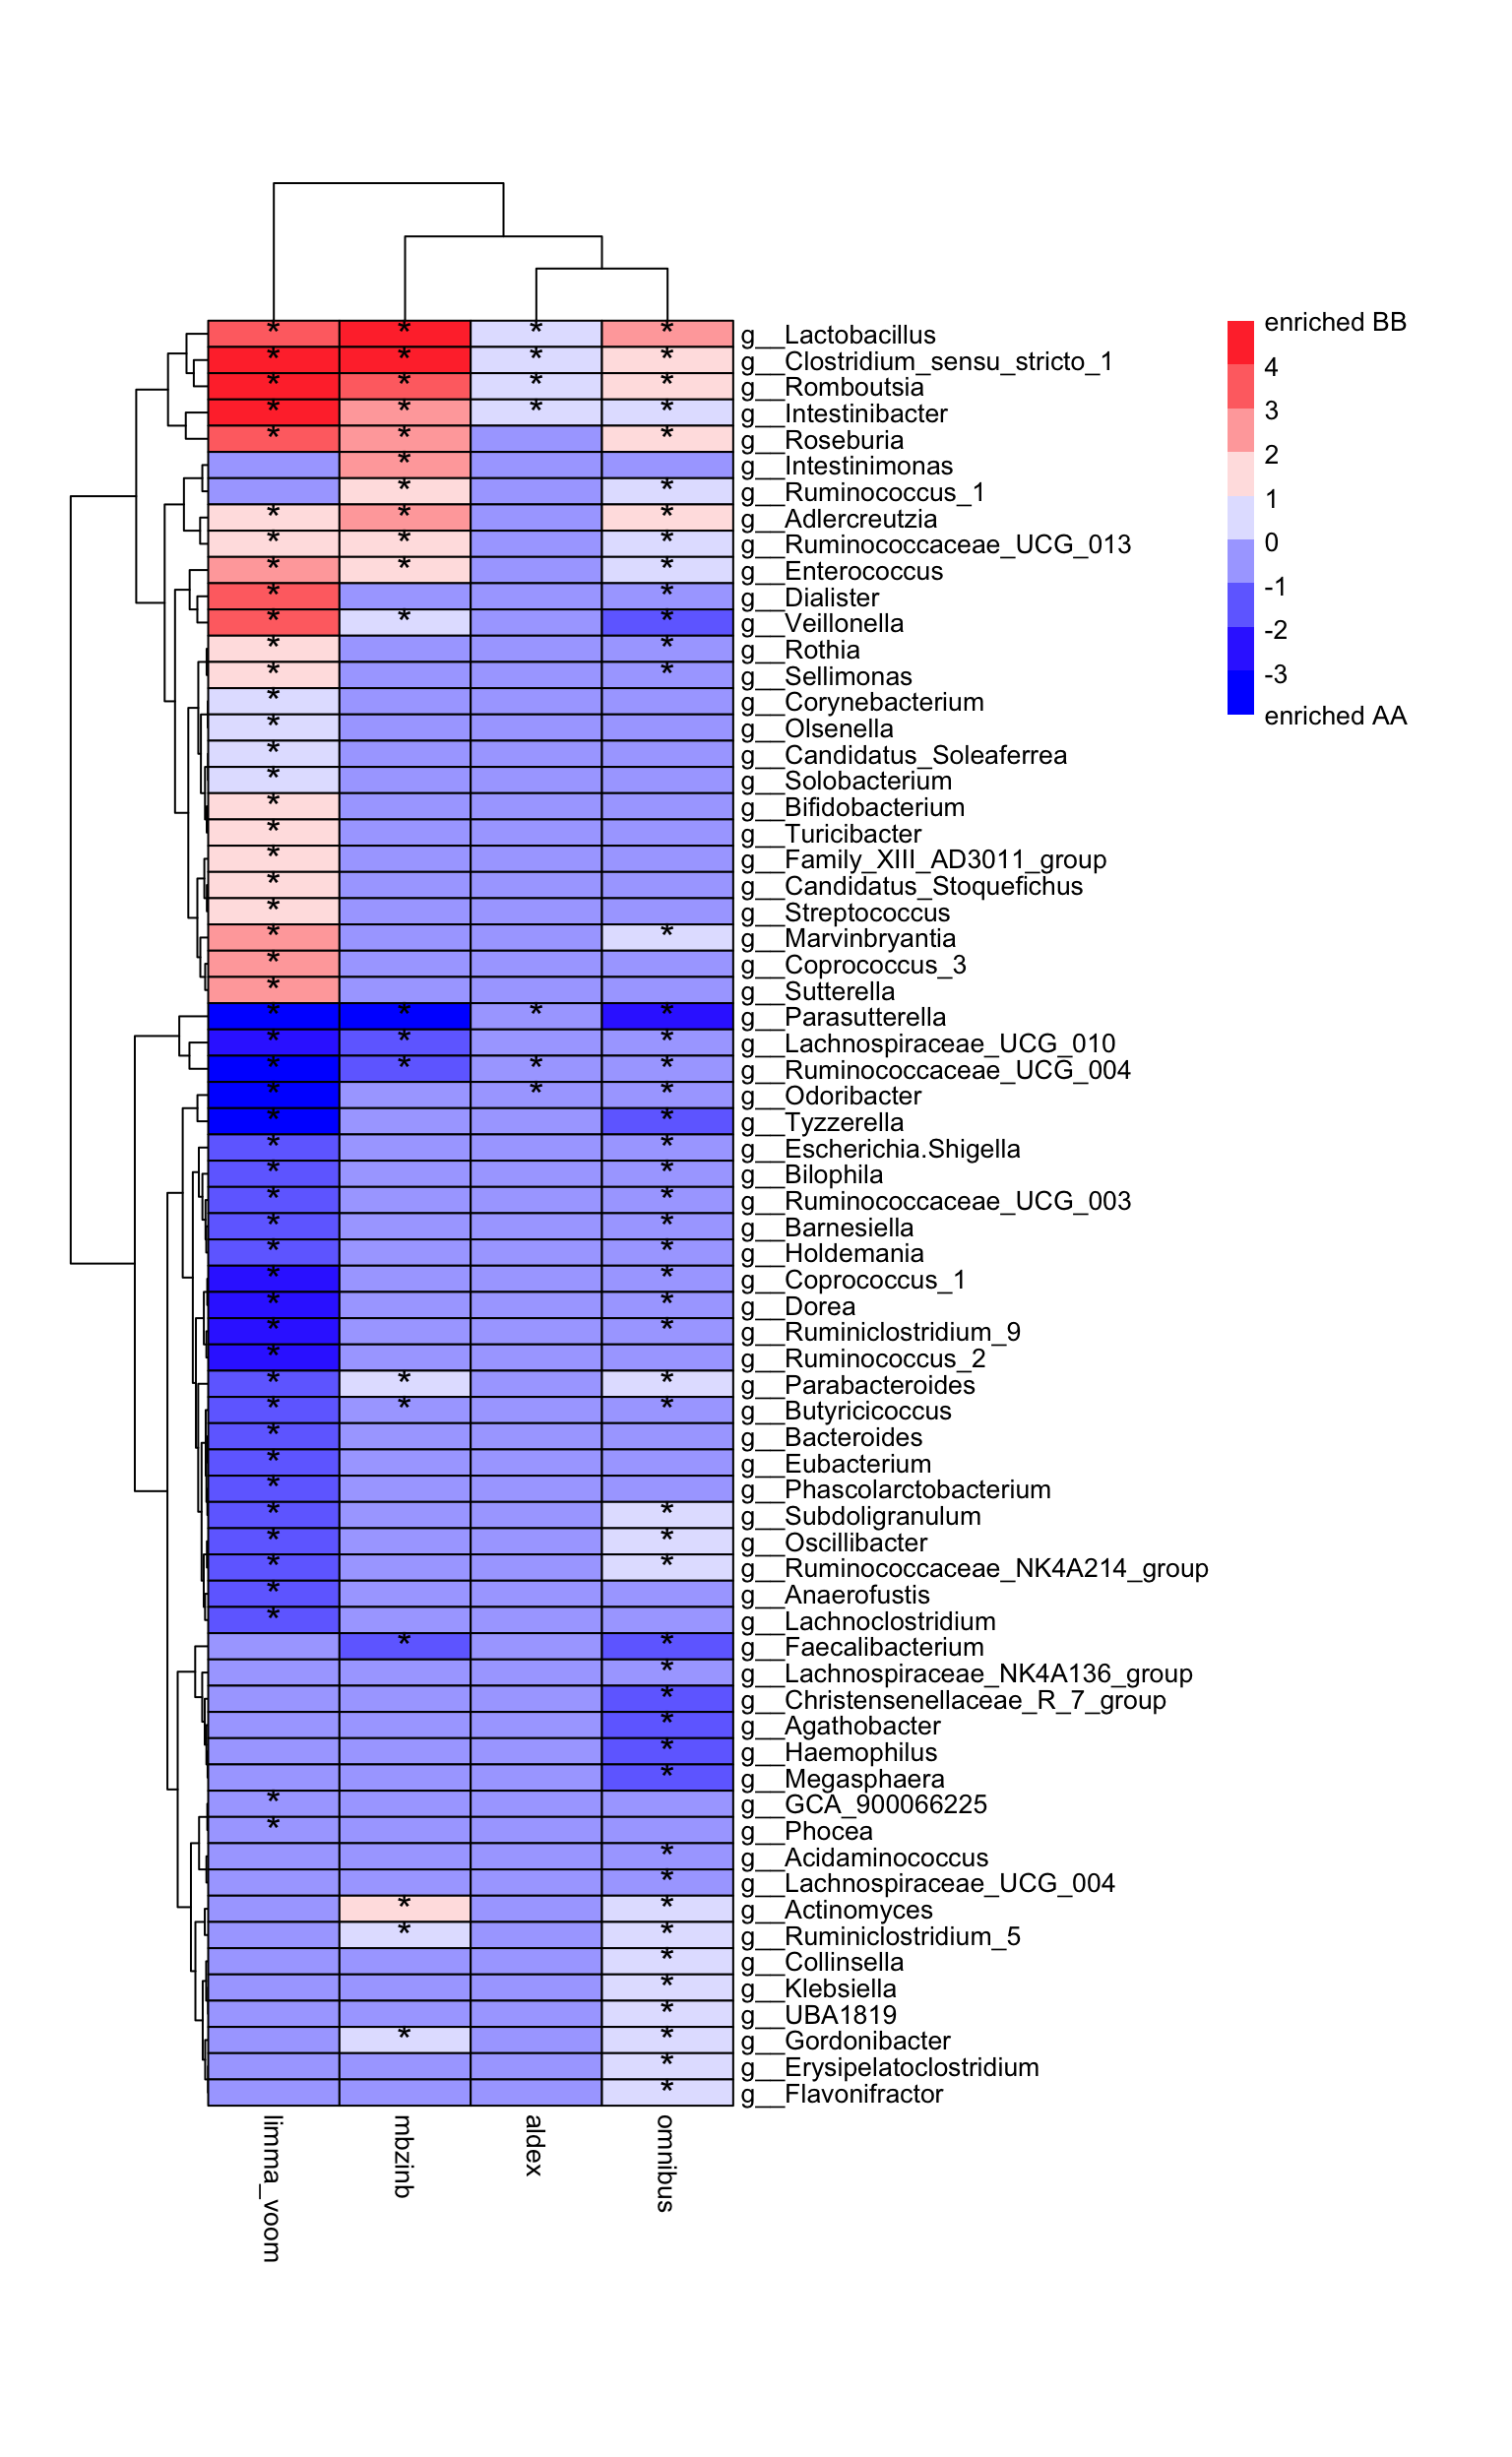 g__Lactobacillus
g__Clostridium_sensu_stricto_1
g__Romboutsia
g__Intestinibacter
g__Roseburia
g__Intestinimonas
g__Ruminococcus_1
g__Adlercreutzia
g__Ruminococcaceae_UCG_013
g__Enterococcus
g__Dialister
g__Veillonella
g__Rothia
g__Sellimonas
g__Corynebacterium
g__Olsenella
g__Candidatus_Soleaferrea
g__Solobacterium
g__Bifidobacterium
g__Turicibacter
g__Family_XIII_AD3011_group
g__Candidatus_Stoquefichus
g__Streptococcus
g__Marvinbryantia
g__Coprococcus_3
g__Sutterella
g__Parasutterella
g__Lachnospiraceae_UCG_010
g__Ruminococcaceae_UCG_004
g__Odoribacter
g__Tyzzerella
g__Escherichia.Shigella
g__Bilophila
g__Ruminococcaceae_UCG_003
g__Barnesiella
g__Holdemania
g__Coprococcus_1
g__Dorea
g__Ruminiclostridium_9
g__Ruminococcus_2
g__Parabacteroides
g__Butyricicoccus
g__Bacteroides
g__Eubacterium
g__Phascolarctobacterium
g__Subdoligranulum
g__Oscillibacter
g__Ruminococcaceae_NK4A214_group
g__Anaerofustis
g__Lachnoclostridium
g__Faecalibacterium
g__Lachnospiraceae_NK4A136_group
g__Christensenellaceae_R_7_group
g__Agathobacter
g__Haemophilus
g__Megasphaera
g__GCA_900066225
g__Phocea
g__Acidaminococcus
g__Lachnospiraceae_UCG_004
g__Actinomyces
g__Ruminiclostridium_5
g__Collinsella
g__Klebsiella
g__UBA1819
g__Gordonibacter
g__Erysipelatoclostridium
g__Flavonifractor
limma_voom
mbzinb
aldex
omnibus
enriched BB
4
3
2
1
0
-1
-2
-3
enriched AA